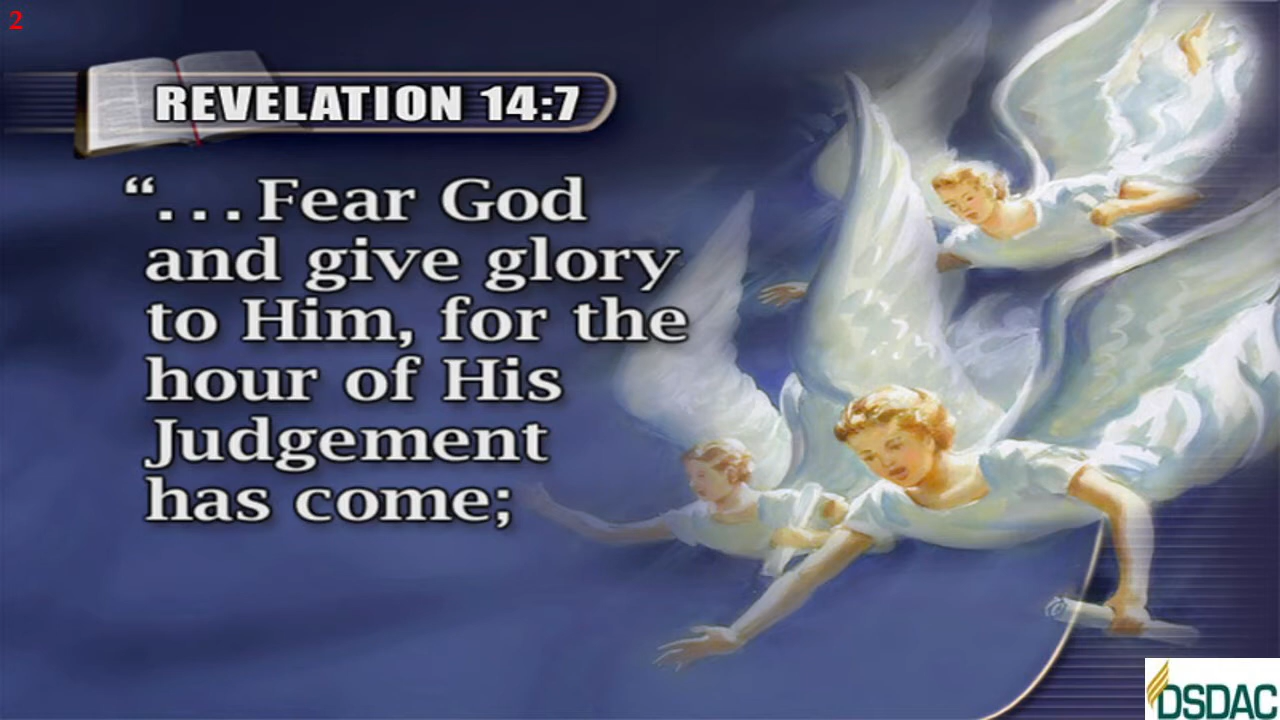 2
REVELATION 14:7
“. . . Fear God
and give glory
to Him, for the
hour of His
Judgement
has come;
DSDAC